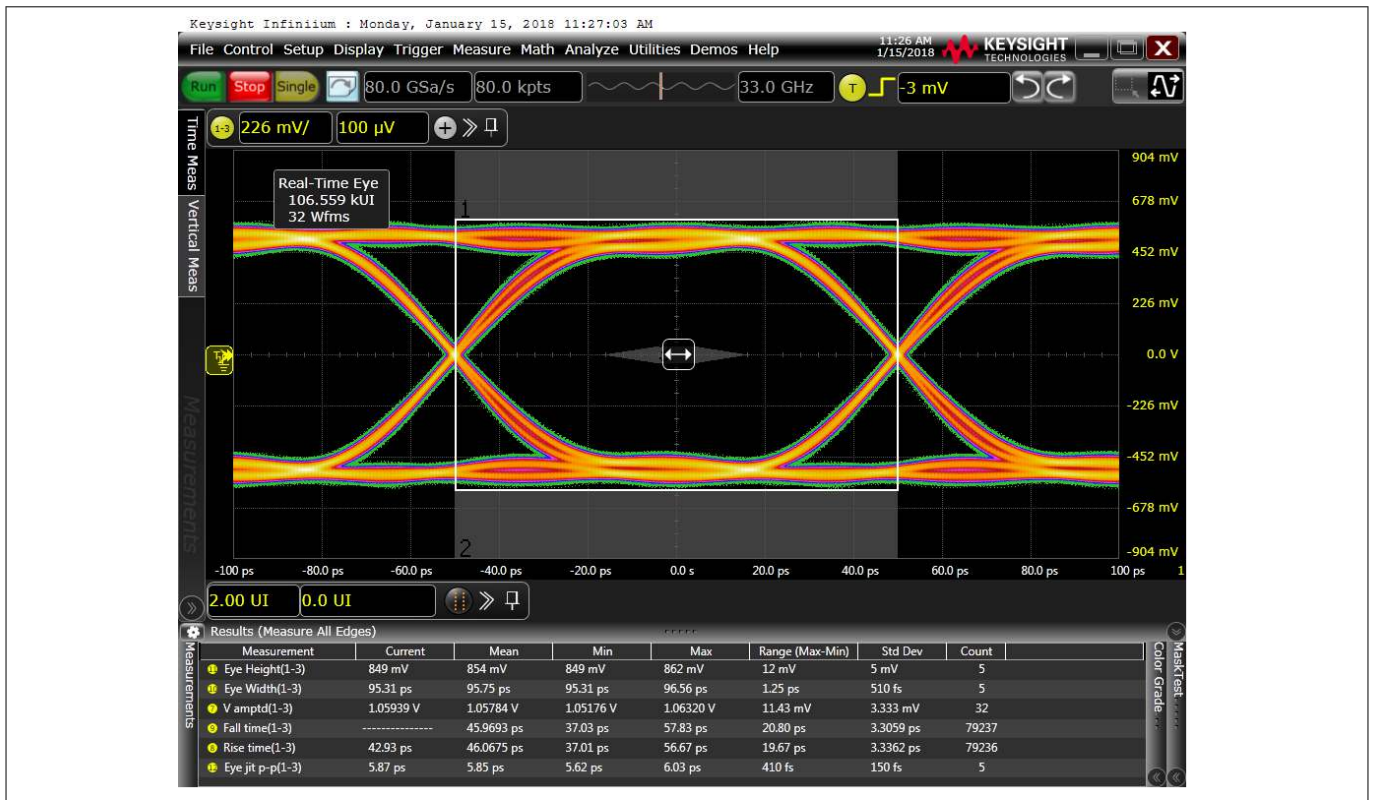 Keysight Infiniium : Monday, January 15, 2018 11:27:03 AM
File Control Setup Display Trigger Measure Math Analyze Utilities Demos Help
11:26 AM
1/15/2018
KEYSIGHT
TECHNOLOGIES
Run Stop Single 80.0 GSa/s 80.0 kpts 33.0 GHz T -3 mV
1-3 226 mV/ 100 µV
Time Meas
Vertical Meas
Measurements
Real-Time Eye
106.559 kUI
32 Wfms
1
2
904 mV
678 mV
452 mV
226 mV
0.0 V
-226 mV
-452 mV
-678 mV
-904 mV
-100 ps -80.0 ps -60.0 ps -40.0 ps -20.0 ps 0.0 s 20.0 ps 40.0 ps 60.0 ps 80.0 ps 100 ps 1
2.00 UI 0.0 UI
Results (Measure All Edges)
Measurement Current Mean Min Max Range (Max-Min) Std Dev Count
Eye Height(1-3) 849 mV 854 mV 849 mV 862 mV 12 mV 5 mV 5
Eye Width(1-3) 95.31 ps 95.75 ps 95.31 ps 96.56 ps 1.25 ps 510 fs 5
V amptd(1-3) 1.05939 V 1.05784 V 1.05176 V 1.06320 V 11.43 mV 3.333 mV 32
Fall time(1-3) --------------- 45.9693 ps 37.03 ps 57.83 ps 20.80 ps 3.3059 ps 79237
Rise time(1-3) 42.93 ps 46.0675 ps 37.01 ps 56.67 ps 19.67 ps 3.3362 ps 79236
Eye jit p-p(1-3) 5.87 ps 5.85 ps 5.62 ps 6.03 ps 410 fs 150 fs 5
Measurements
Color Grade
MaskTest